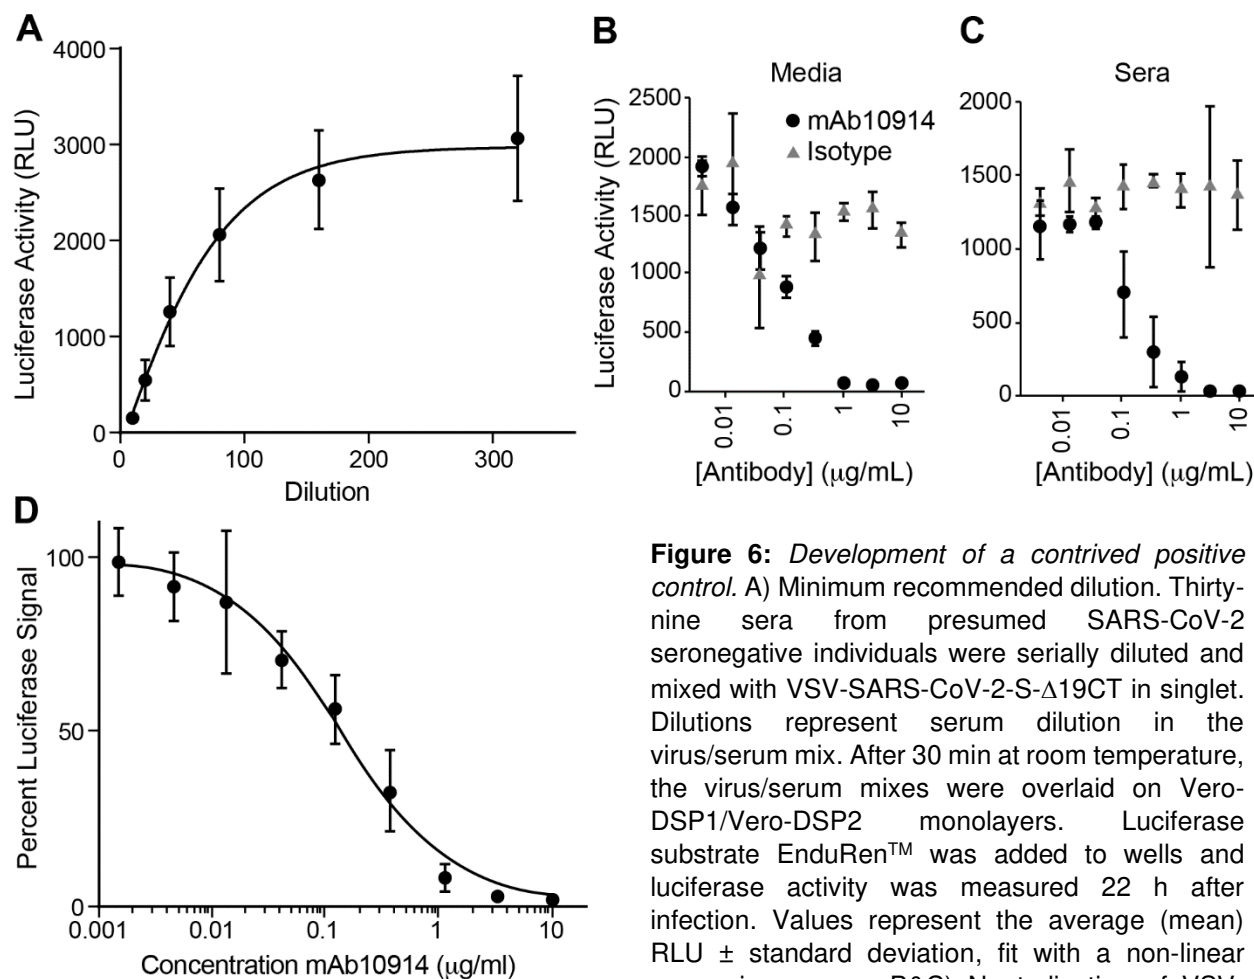 A
4000
3000
2000
1000
0
Luciferase Activity (RLU)
0 100 200 300
Dilution
B
Media
2500
2000
1500
1000
500
0
Luciferase Activity (RLU)
mAb10914
Isotype
0.01 0.1 1 10
[Antibody] (µg/mL)
C
Sera
2000
1500
1000
500
0
0.01 0.1 1 10
[Antibody] (µg/mL)
D
100
50
0
Percent Luciferase Signal
0.001 0.01 0.1 1 10
Concentration mAb10914 (µg/ml)
Figure 6: Development of a contrived positive
control. A) Minimum recommended dilution. Thirty-
nine sera from presumed SARS-CoV-2
seronegative individuals were serially diluted and
mixed with VSV-SARS-CoV-2-S-Δ19CT in singlet.
Dilutions represent serum dilution in the
virus/serum mix. After 30 min at room temperature,
the virus/serum mixes were overlaid on Vero-
DSP1/Vero-DSP2 monolayers. Luciferase
substrate EnduRen™ was added to wells and
luciferase activity was measured 22 h after
infection. Values represent the average (mean)
RLU ± standard deviation, fit with a non-linear